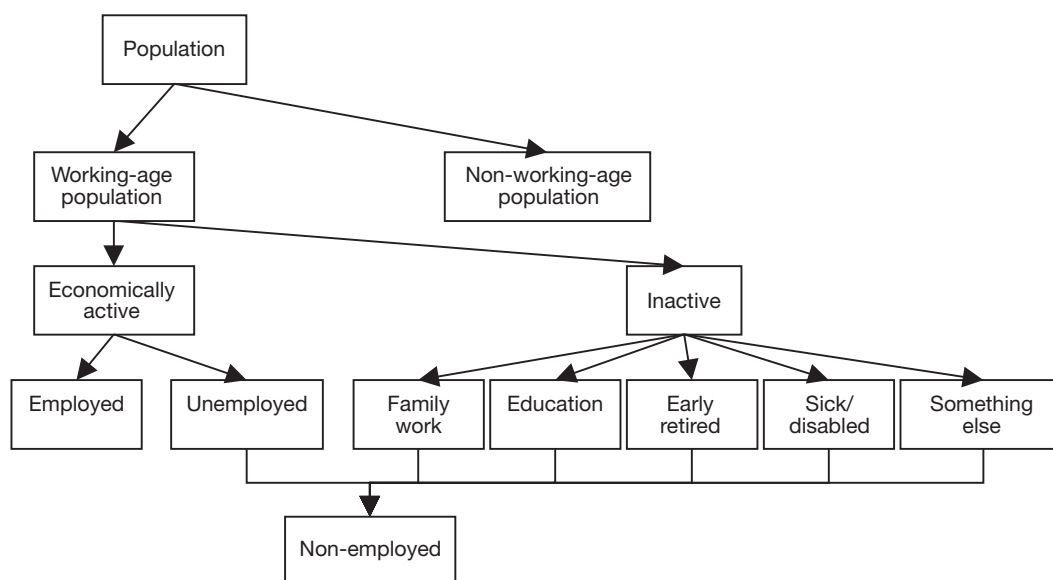 Population
Working-age
population
Non-working-age
population
Economically
active
Inactive
Employed
Unemployed
Family
work
Education
Early
retired
Sick/
disabled
Something
else
Non-employed